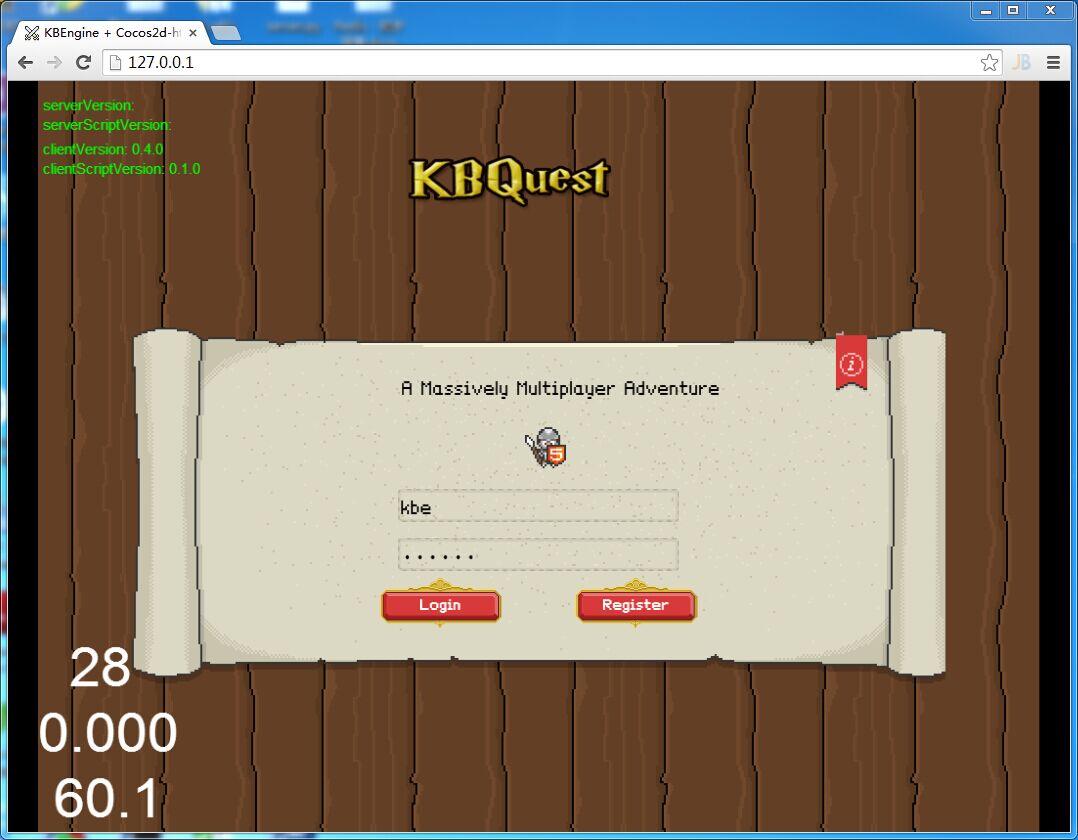 KBEngine + Cocos2d-h
127.0.0.1
JB
serverVersion:
serverScriptVersion:
clientVersion: 0.4.0
clientScriptVersion: 0.1.0
KBQuest
A Massively Multiplayer Adventure
5
kbe
......
Login Register
28
0.000
60.1